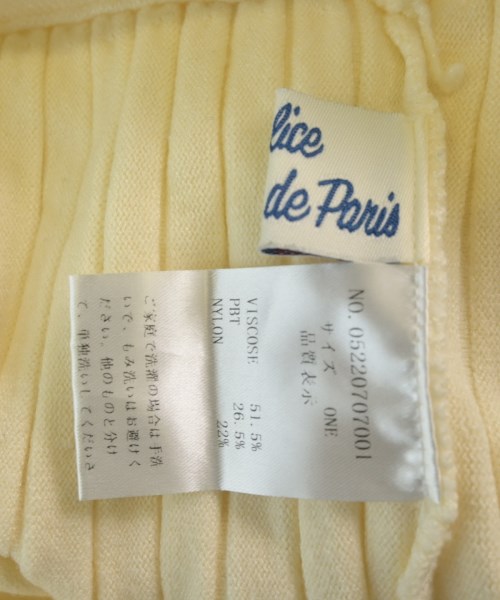 lice
de Paris
NO. 05220707001
サイズ ONE
品質表示
VISCOSE 51.5%
PBT 26.5%
NYLON 22%
ご家庭で洗濯の場合は手洗
いで、もみ洗いはお避けく
ださい。他のものと分け
て、単独洗いしてくださ